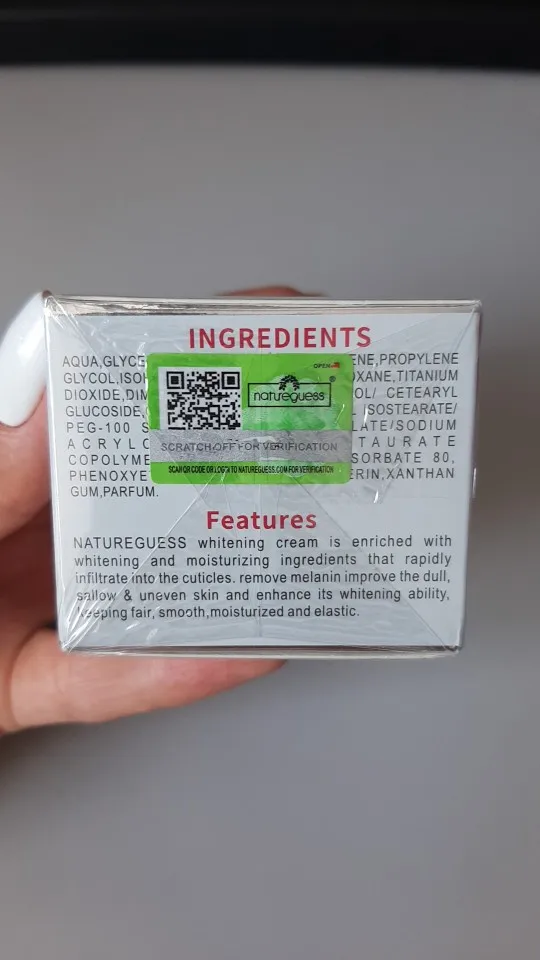 INGREDIENTS
AQUA,GLYCE ENE,PROPYLENE
GLYCOL,ISOH OXANE,TITANIUM
DIOXIDE,DIM OL/ CETEARYL
GLUCOSIDE, ISOSTEARATE/
PEG-100 S LATE/SODIUM
ACRYLO TAURATE
COPOLYME SORBATE 80,
PHENOXYE ERIN,XANTHAN
GUM,PARFUM.
OPEN
natureguess®
SCRATCH OFF FOR VERIFICATION
SCAN QR CODE OR LOGIN TO NATUREGUESS.COM FOR VERIFICATION
Features
NATUREGUESS whitening cream is enriched with
whitening and moisturizing ingredients that rapidly
infiltrate into the cuticles. remove melanin improve the dull,
sallow & uneven skin and enhance its whitening ability,
keeping fair, smooth,moisturized and elastic.